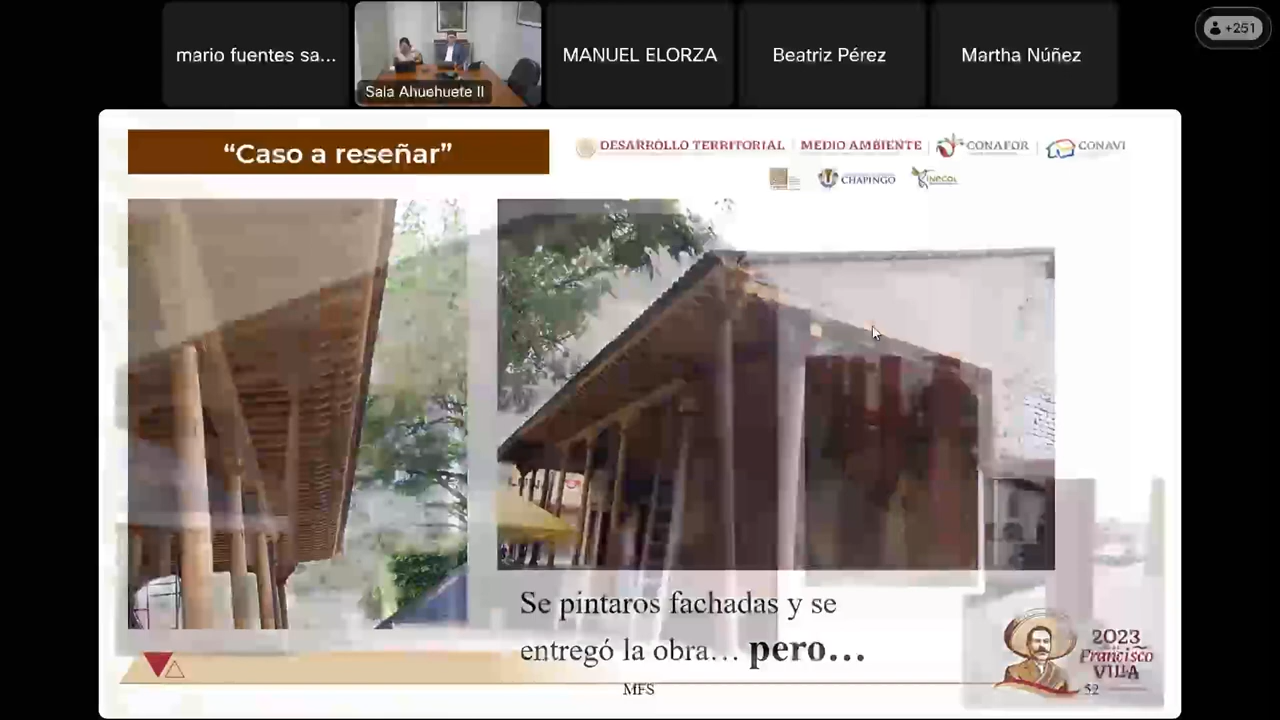 mario fuentes sa...
Sala Ahuehuete II
MANUEL ELORZA
Beatriz Pérez
Martha Núñez
+251
“Caso a reseñar”
DESARROLLO TERRITORIAL
MEDIO AMBIENTE
CONAFOR
CONAVI
CHAPINGO
INECOL
Se pintaros fachadas y se
entregó la obra... pero...
MFS
2023
Francisco
VILLA
52